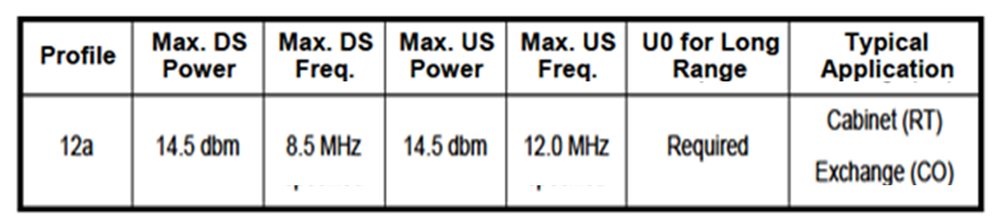 Profile
Max. DS
Power
Max. DS
Freq.
Max. US
Power
Max. US
Freq.
U0 for Long
Range
Typical
Application
12a
14.5 dbm
8.5 MHz
14.5 dbm
12.0 MHz
Required
Cabinet (RT)
Exchange (CO)